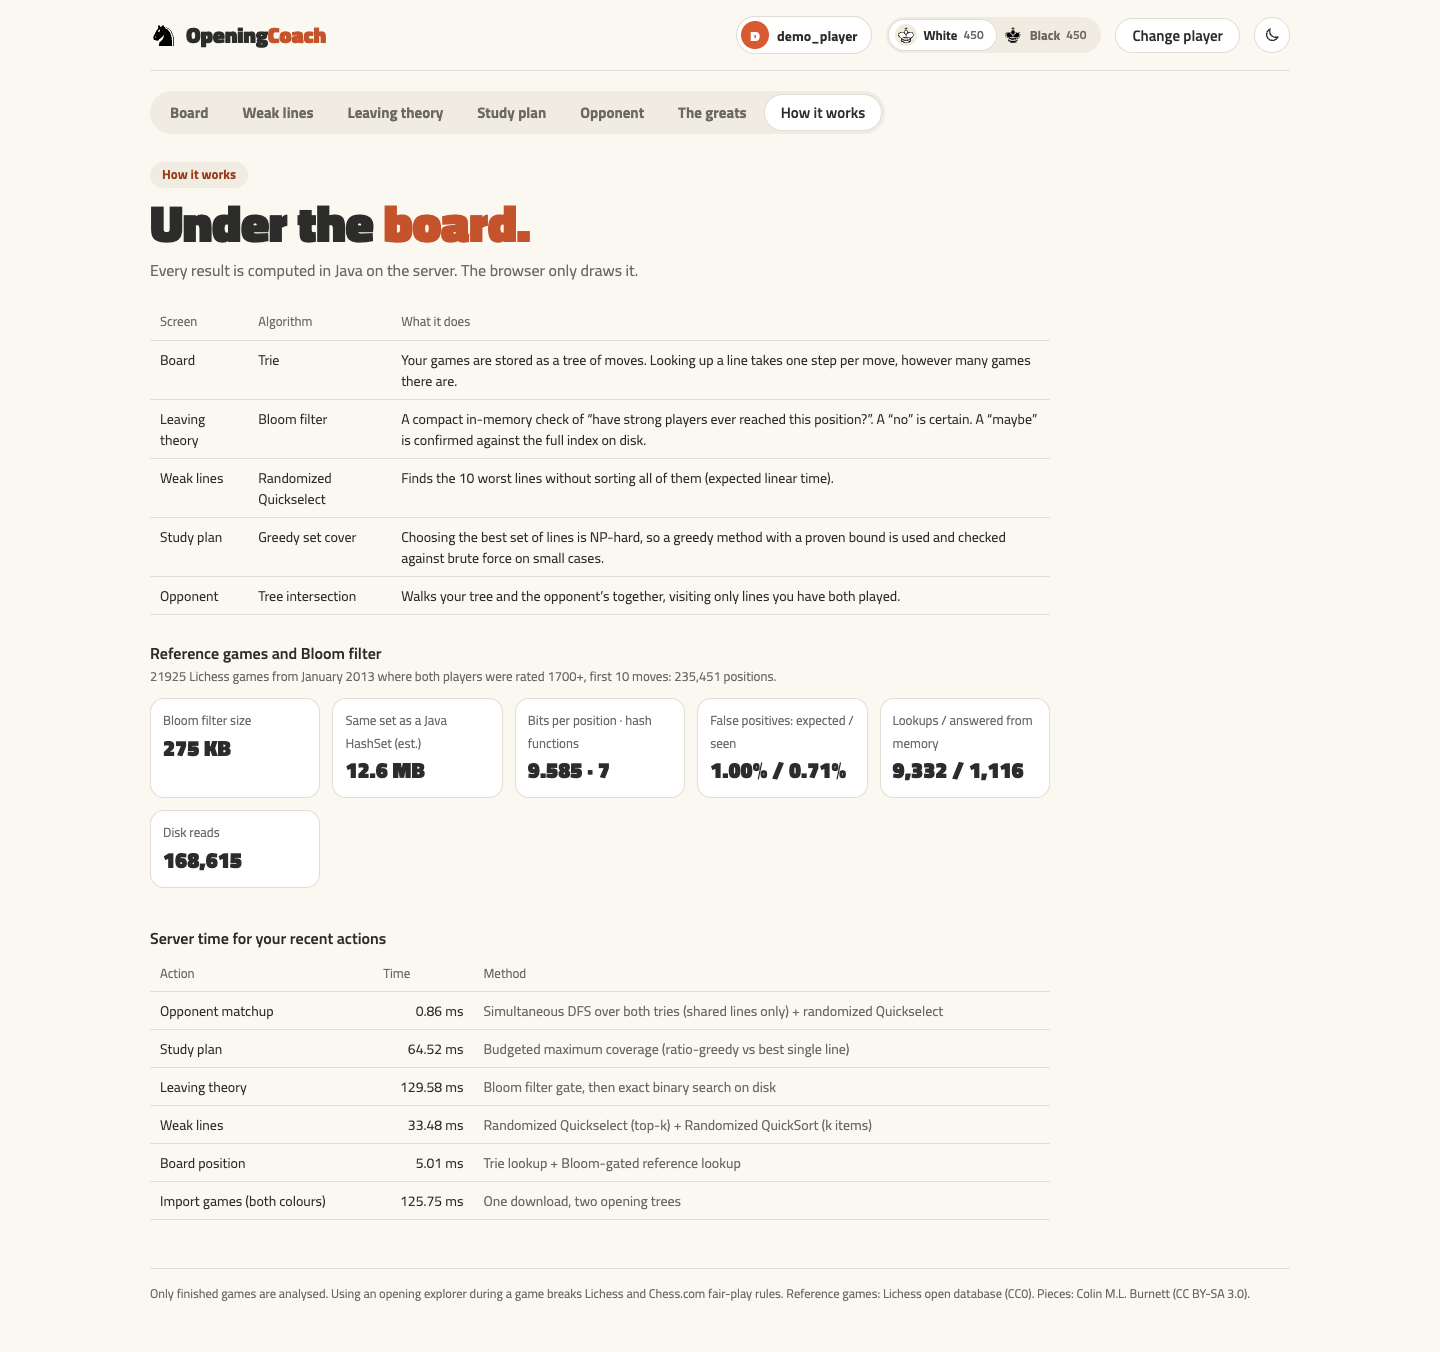 OpeningCoach
D demo_player
White 450
Black 450
Change player
Board
Weak lines
Leaving theory
Study plan
Opponent
The greats
How it works
How it works
Under the board.
Every result is computed in Java on the server. The browser only draws it.
Screen Algorithm What it does
Board Trie Your games are stored as a tree of moves. Looking up a line takes one step per move, however many games
there are.
Leaving Bloom filter A compact in-memory check of “have strong players ever reached this position?”. A “no” is certain. A “maybe”
theory is confirmed against the full index on disk.
Weak lines Randomized Finds the 10 worst lines without sorting all of them (expected linear time).
Quickselect
Study plan Greedy set cover Choosing the best set of lines is NP-hard, so a greedy method with a proven bound is used and checked
against brute force on small cases.
Opponent Tree intersection Walks your tree and the opponent’s together, visiting only lines you have both played.
Reference games and Bloom filter
21925 Lichess games from January 2013 where both players were rated 1700+, first 10 moves: 235,451 positions.
Bloom filter size
275 KB
Same set as a Java
HashSet (est.)
12.6 MB
Bits per position · hash
functions
9.585 · 7
False positives: expected /
seen
1.00% / 0.71%
Lookups / answered from
memory
9,332 / 1,116
Disk reads
168,615
Server time for your recent actions
Action Time Method
Opponent matchup 0.86 ms Simultaneous DFS over both tries (shared lines only) + randomized Quickselect
Study plan 64.52 ms Budgeted maximum coverage (ratio-greedy vs best single line)
Leaving theory 129.58 ms Bloom filter gate, then exact binary search on disk
Weak lines 33.48 ms Randomized Quickselect (top-k) + Randomized QuickSort (k items)
Board position 5.01 ms Trie lookup + Bloom-gated reference lookup
Import games (both colours) 125.75 ms One download, two opening trees
Only finished games are analysed. Using an opening explorer during a game breaks Lichess and Chess.com fair-play rules. Reference games: Lichess open database (CC0). Pieces: Colin M.L. Burnett (CC BY-SA 3.0).